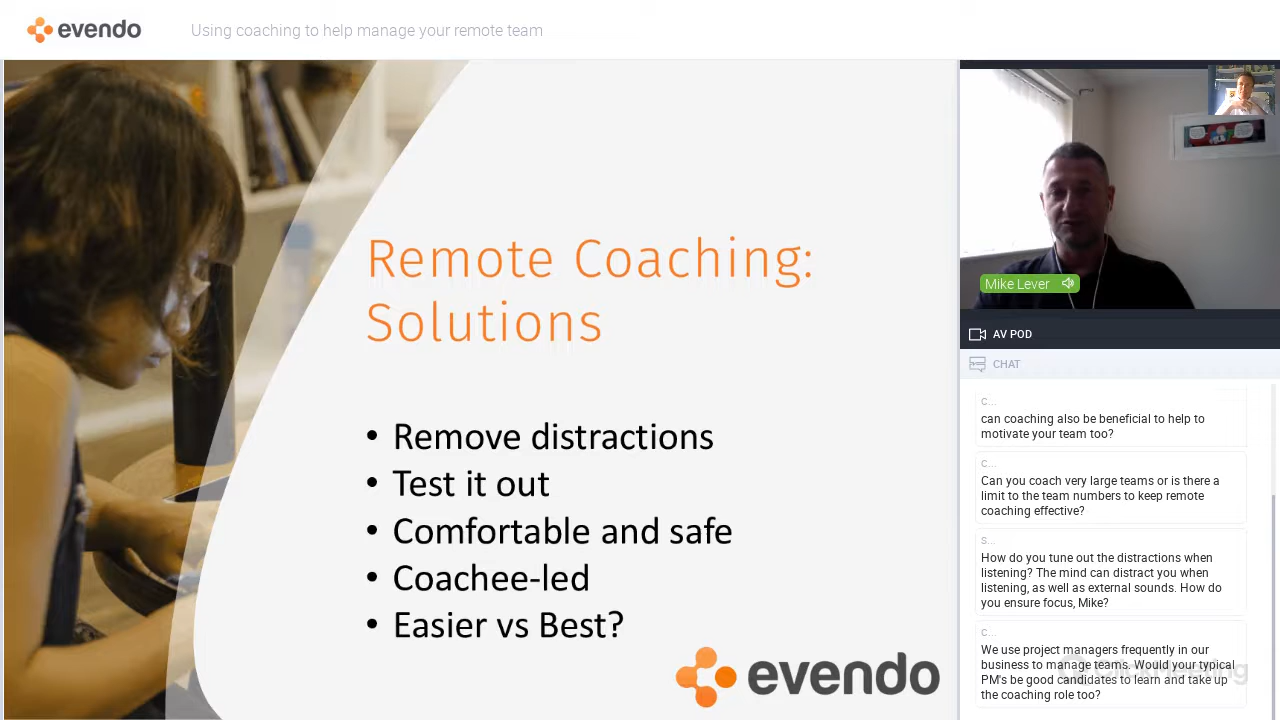 evendo
Using coaching to help manage your remote team
Remote Coaching:
Solutions
• Remove distractions
• Test it out
• Comfortable and safe
• Coachee-led
• Easier vs Best?
evendo
Mike Lever
AV POD
CHAT
C...
can coaching also be beneficial to help to
motivate your team too?
C...
Can you coach very large teams or is there a
limit to the team numbers to keep remote
coaching effective?
S...
How do you tune out the distractions when
listening? The mind can distract you when
listening, as well as external sounds. How do
you ensure focus, Mike?
C...
We use project managers frequently in our
business to manage teams. Would your typical
PM's be good candidates to learn and take up
the coaching role too?